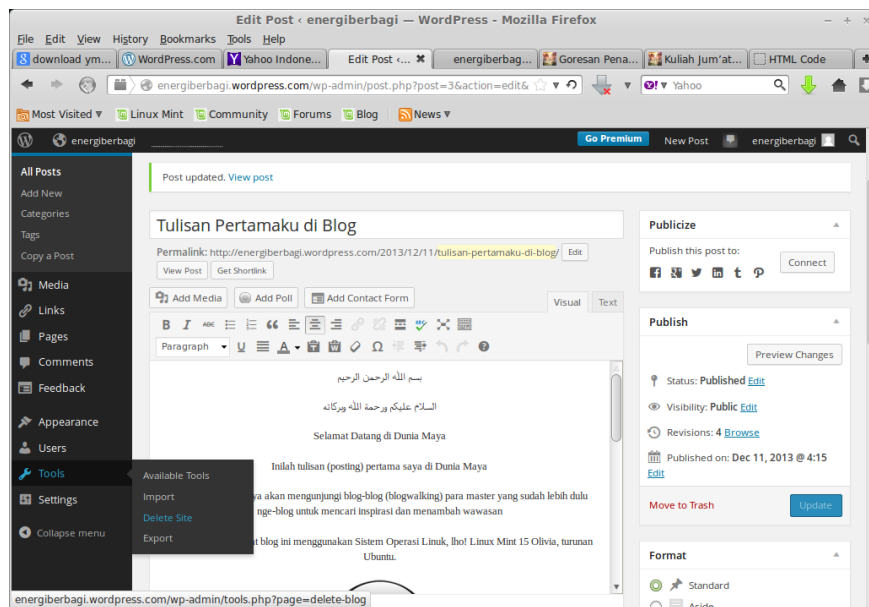 Edit Post ‹ energiberbagi — WordPress - Mozilla Firefox
File Edit View History Bookmarks Tools Help
download ym... WordPress.com Yahoo Indone... Edit Post ‹... energiberbag... Goresan Pena... Kuliah Jum'at... HTML Code
energiberbagi.wordpress.com/wp-admin/post.php?post=3&action=edit& Yahoo
Most Visited Linux Mint Community Forums Blog News
energiberbagi Go Premium New Post energiberbagi
All Posts
Add New
Categories
Tags
Copy a Post
Media
Links
Pages
Comments
Feedback
Appearance
Users
Tools
Settings
Collapse menu
Available Tools
Import
Delete Site
Export
Post updated. View post
Tulisan Pertamaku di Blog
Permalink: http://energiberbagi.wordpress.com/2013/12/11/tulisan-pertamaku-di-blog/ Edit
View Post Get Shortlink
Add Media Add Poll Add Contact Form Visual Text
B I ABC
Paragraph U A Ω
بسم الله الرحمن الرحيم
السلام عليكم ورحمة الله وبركاته
Selamat Datang di Dunia Maya
Inilah tulisan (posting) pertama saya di Dunia Maya
ya akan mengunjungi blog-blog (blogwalking) para master yang sudah lebih dulu
nge-blog untuk mencari inspirasi dan menambah wawasan
t blog ini menggunakan Sistem Operasi Linuk, lho! Linux Mint 15 Olivia, turunan
Ubuntu.
Publicize
Publish this post to:
Connect
Publish
Preview Changes
Status: Published Edit
Visibility: Public Edit
Revisions: 4 Browse
Published on: Dec 11, 2013 @ 4:15
Edit
Move to Trash Update
Format
Standard
Aside
energiberbagi.wordpress.com/wp-admin/tools.php?page=delete-blog